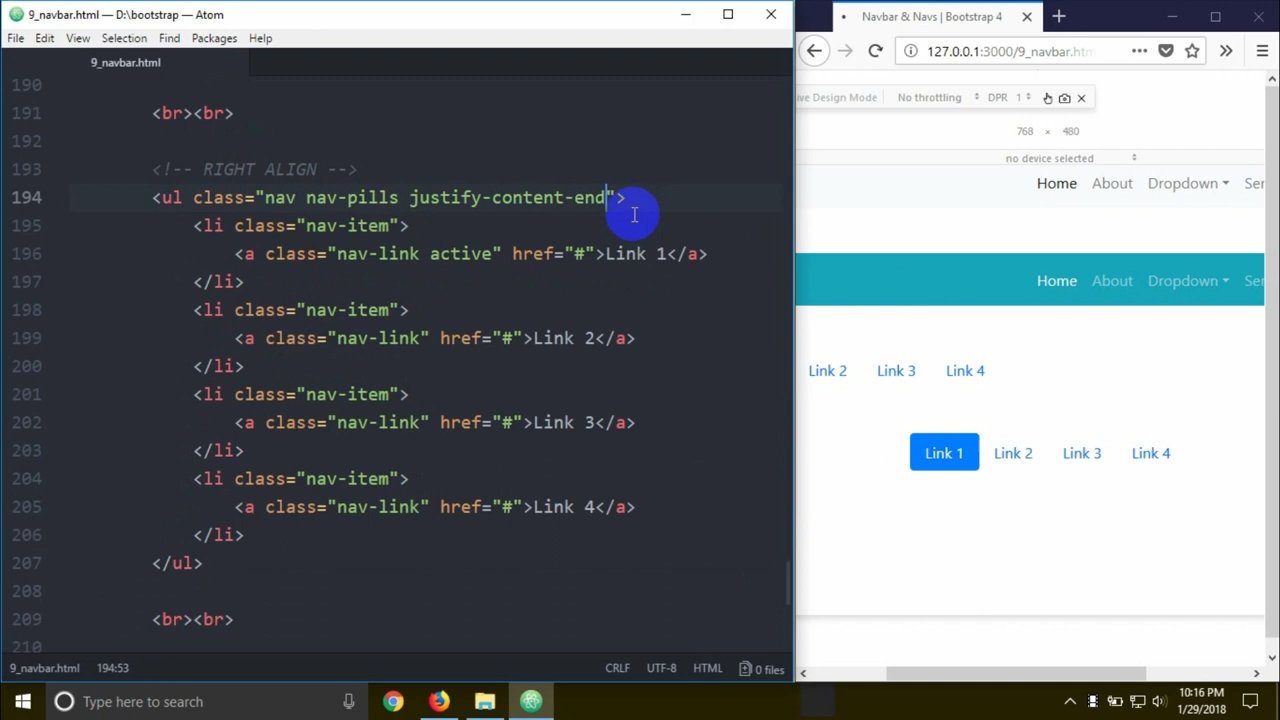 9_navbar.html — D:\bootstrap — Atom
File Edit View Selection Find Packages Help
9_navbar.html
190
191 <br><br>
192
193 <!-- RIGHT ALIGN -->
194 <ul class="nav nav-pills justify-content-end">
195 <li class="nav-item">
196 <a class="nav-link active" href="#">Link 1</a>
197 </li>
198 <li class="nav-item">
199 <a class="nav-link" href="#">Link 2</a>
200 </li>
201 <li class="nav-item">
202 <a class="nav-link" href="#">Link 3</a>
203 </li>
204 <li class="nav-item">
205 <a class="nav-link" href="#">Link 4</a>
206 </li>
207 </ul>
208
209 <br><br>
210
9_navbar.html 194:53 CRLF UTF-8 HTML 0 files
Navbar & Navs | Bootstrap 4
127.0.0.1:3000/9_navbar.htm
ive Design Mode No throttling DPR 1
768 × 480
no device selected
Home About Dropdown Ser
Home About Dropdown Ser
Link 2 Link 3 Link 4
Link 1 Link 2 Link 3 Link 4
Type here to search
10:16 PM
1/29/2018